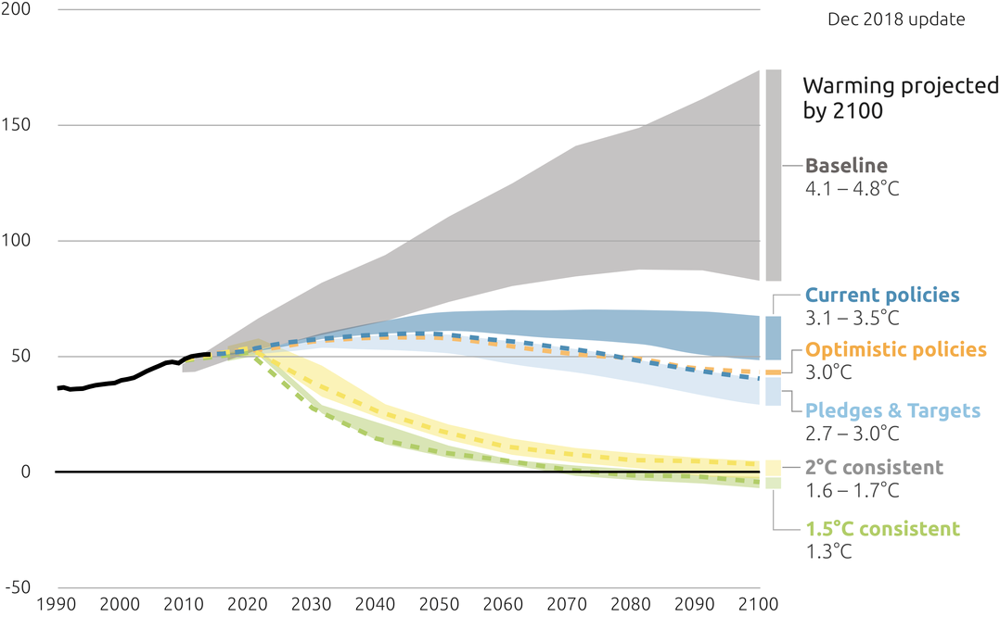 200
Dec 2018 update
Warming projected
by 2100
150
Baseline
4.1 – 4.8°C
100
Current policies
3.1 – 3.5°C
Optimistic policies
50
3.0°C
Pledges & Targets
2.7 – 3.0°C
2°C consistent
0
1.6 – 1.7°C
1.5°C consistent
1.3°C
-50
1990 2000 2010 2020 2030 2040 2050 2060 2070 2080 2090 2100